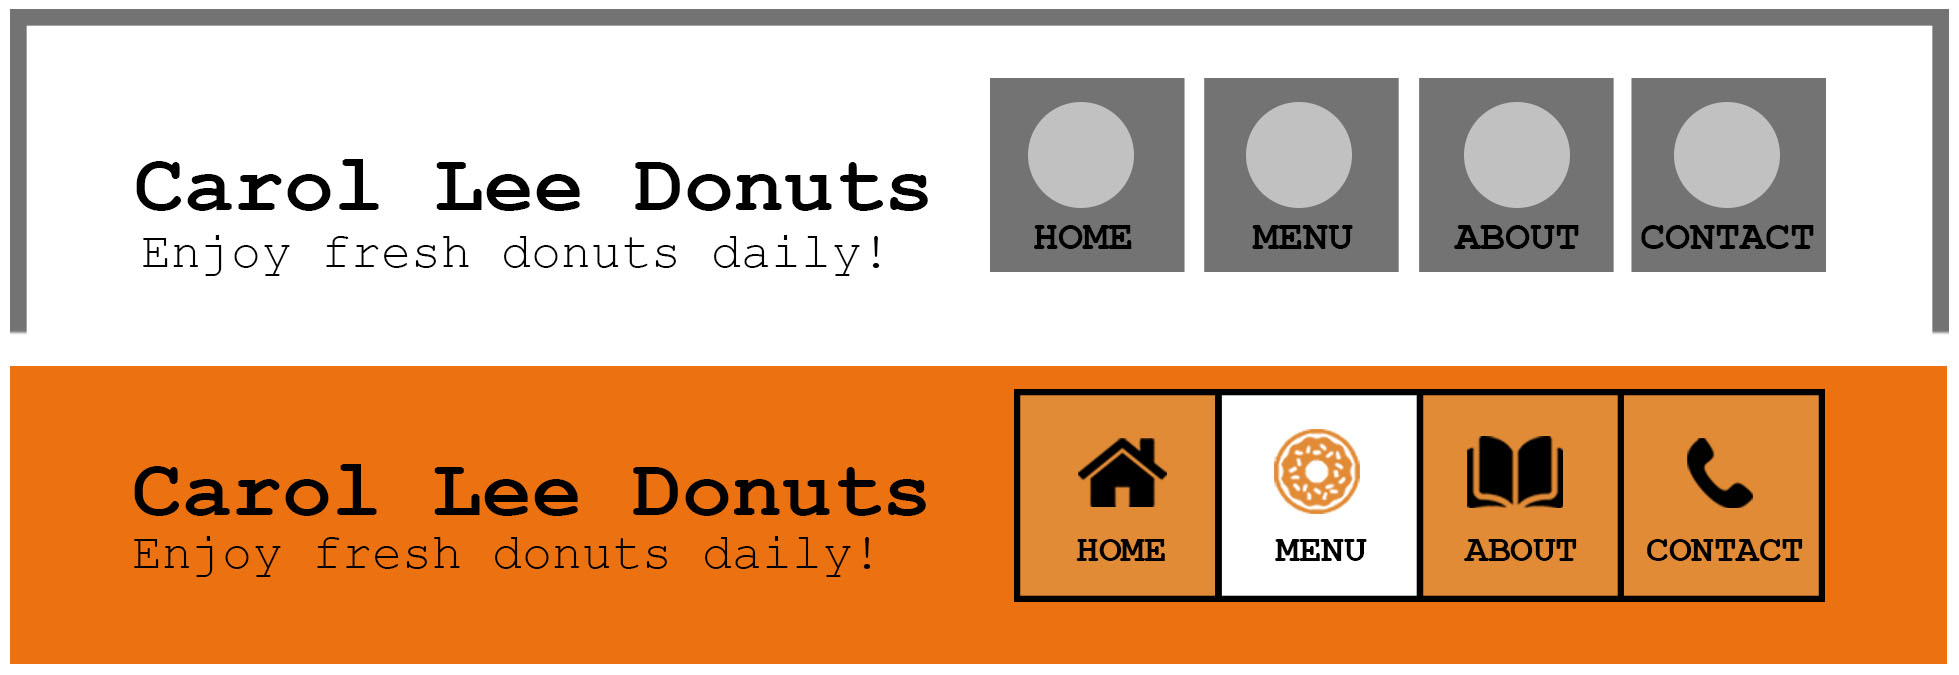 Carol Lee Donuts
Enjoy fresh donuts daily!
HOME MENU ABOUT CONTACT
Carol Lee Donuts
Enjoy fresh donuts daily!
HOME MENU ABOUT CONTACT